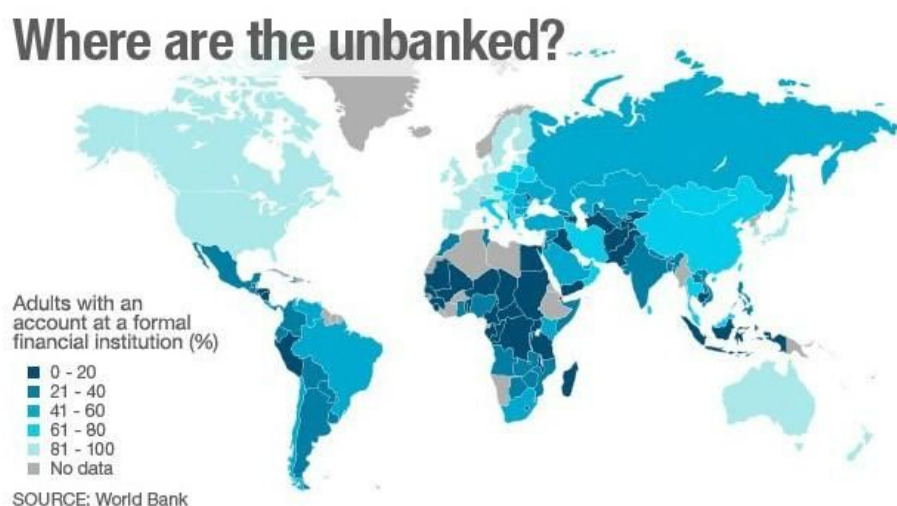 Where are the unbanked?
Adults with an
account at a formal
financial institution (%)
0 - 20
21 - 40
41 - 60
61 - 80
81 - 100
No data
SOURCE: World Bank